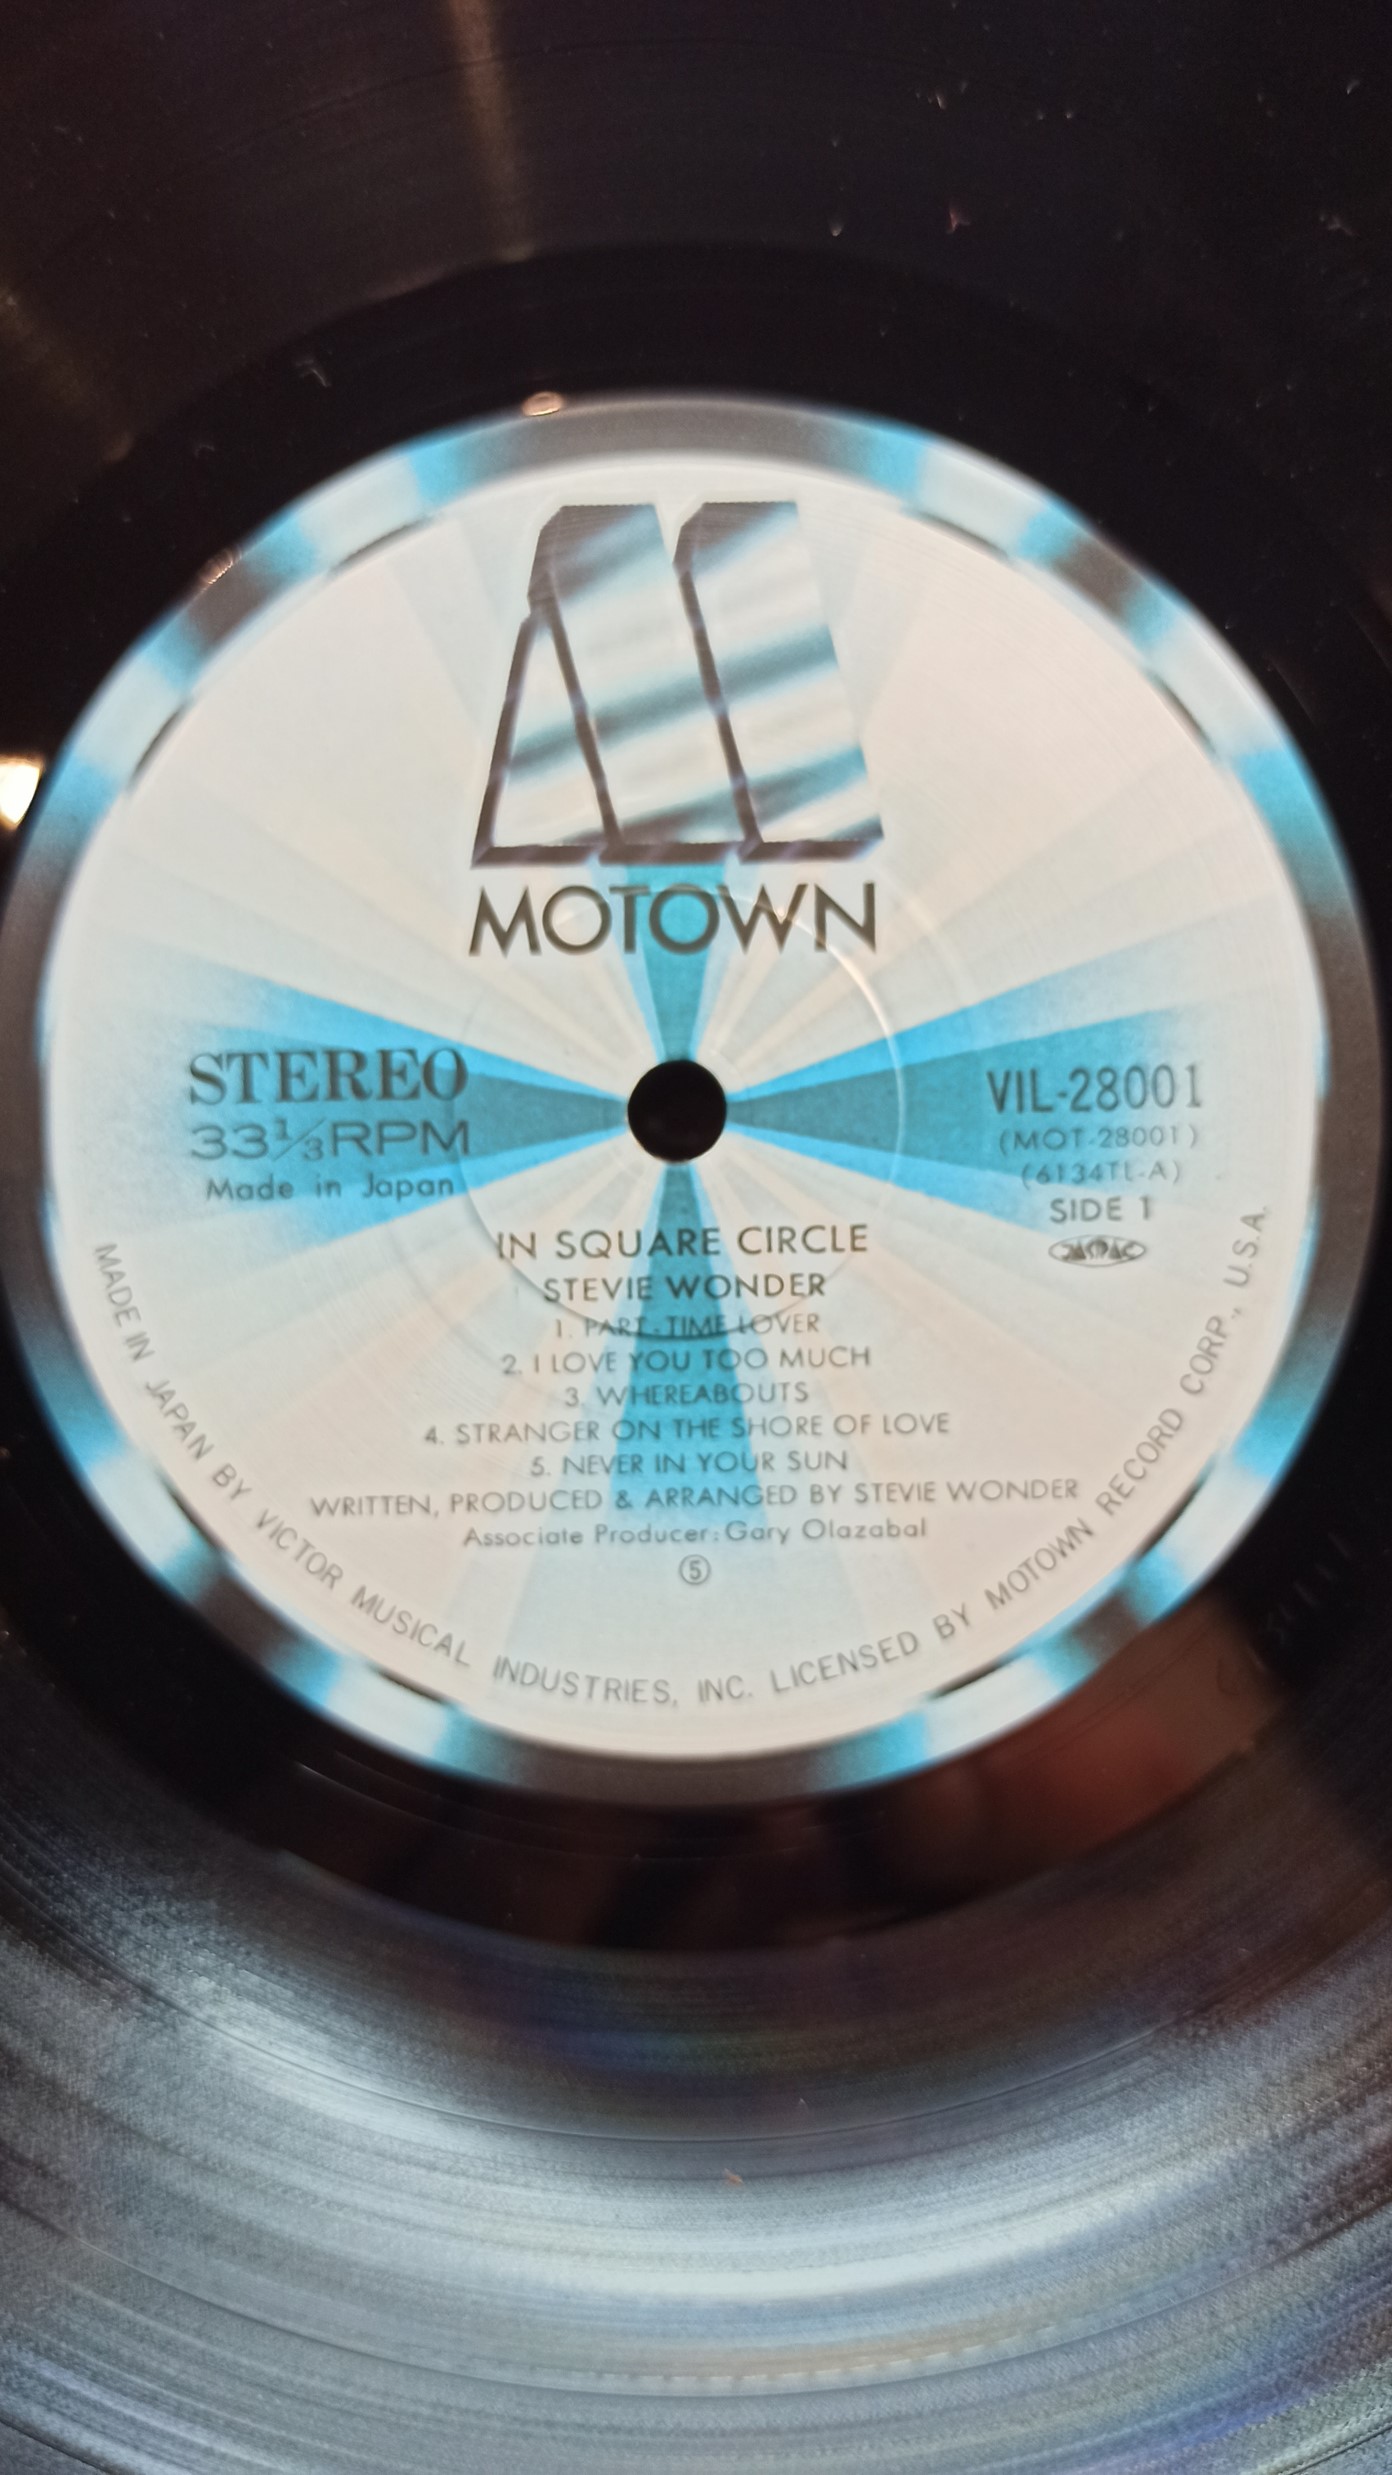 MOTOWN
STEREO
33⅓RPM
Made in Japan
VIL-28001
(MOT-28001)
(6134TL-A)
SIDE 1
IN SQUARE CIRCLE
STEVIE WONDER
1. PART-TIME LOVER
2. I LOVE YOU TOO MUCH
3. WHEREABOUTS
4. STRANGER ON THE SHORE OF LOVE
5. NEVER IN YOUR SUN
WRITTEN, PRODUCED & ARRANGED BY STEVIE WONDER
Associate Producer: Gary Olazabal
⑤
MADE IN JAPAN BY VICTOR MUSICAL INDUSTRIES, INC. LICENSED BY MOTOWN RECORD CORP., U.S.A.